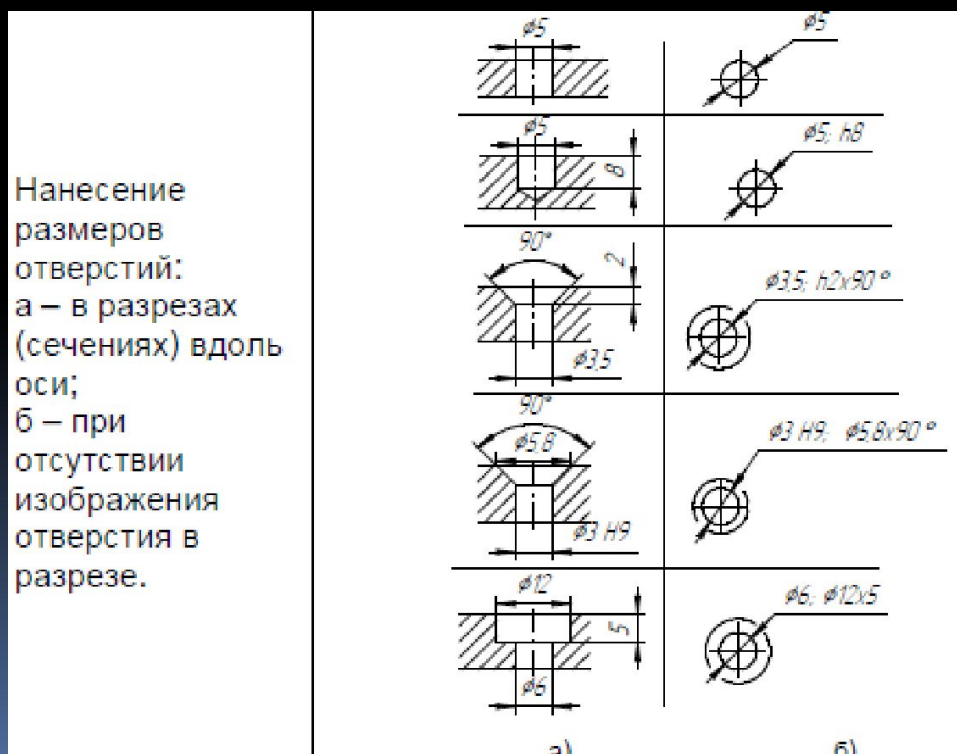 Нанесение
размеров
отверстий:
а – в разрезах
(сечениях) вдоль
оси;
б – при
отсутствии
изображения
отверстия в
разрезе.
ø5
ø5
ø5
8
ø5; h8
90°
2
ø3,5
ø3,5; h2x90°
90°
ø5,8
ø3 H9
ø3 H9; ø5,8x90°
ø12
5
ø6
ø6; ø12x5
а)
б)